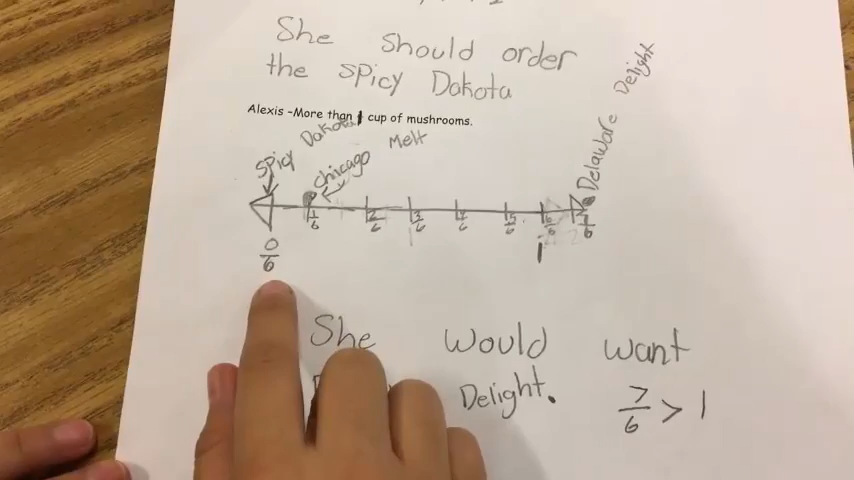 She should order
the spicy Dakota
Alexis -More than 1 cup of mushrooms.
Spicy Dakota
Chicago Melt
Delaware Delight
0/6 1/6 2/6 3/6 4/6 5/6 6/6 7/6
1
She would want
Delight. 7/6 > 1